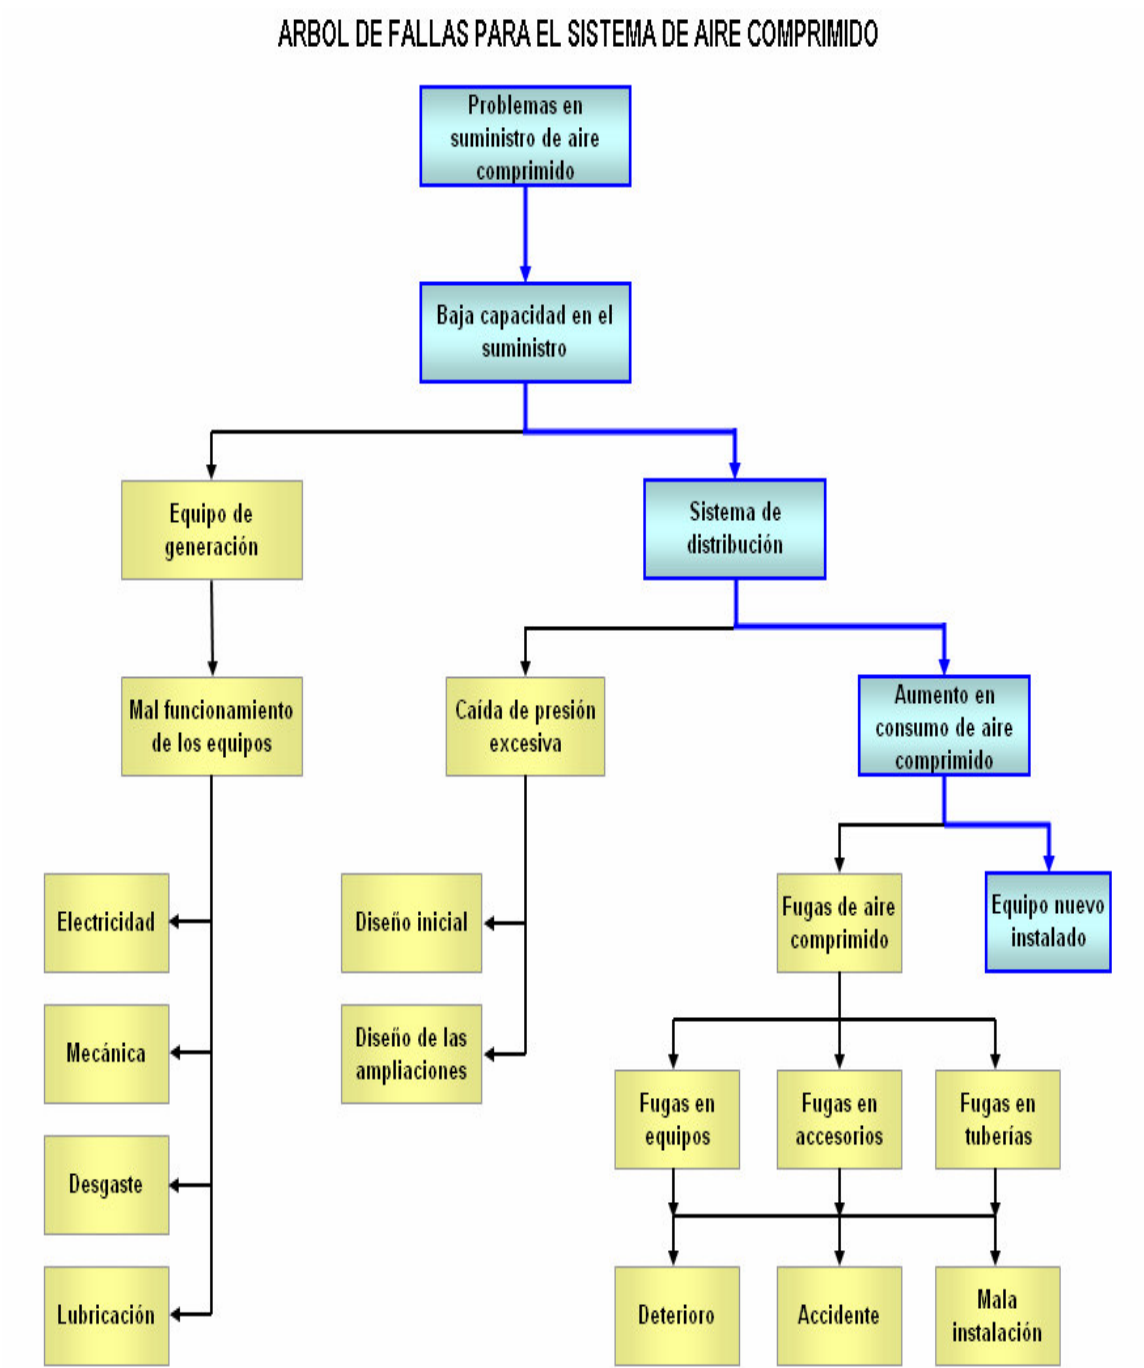 ARBOL DE FALLAS PARA EL SISTEMA DE AIRE COMPRIMIDO
Problemas en
suministro de aire
comprimido
Baja capacidad en el
suministro
Equipo de
generación
Sistema de
distribución
Mal funcionamiento
de los equipos
Caída de presión
excesiva
Aumento en
consumo de aire
comprimido
Electricidad
Diseño inicial
Fugas de aire
comprimido
Equipo nuevo
instalado
Mecánica
Diseño de las
ampliaciones
Fugas en
equipos
Fugas en
accesorios
Fugas en
tuberías
Desgaste
Lubricación
Deterioro
Accidente
Mala
instalación